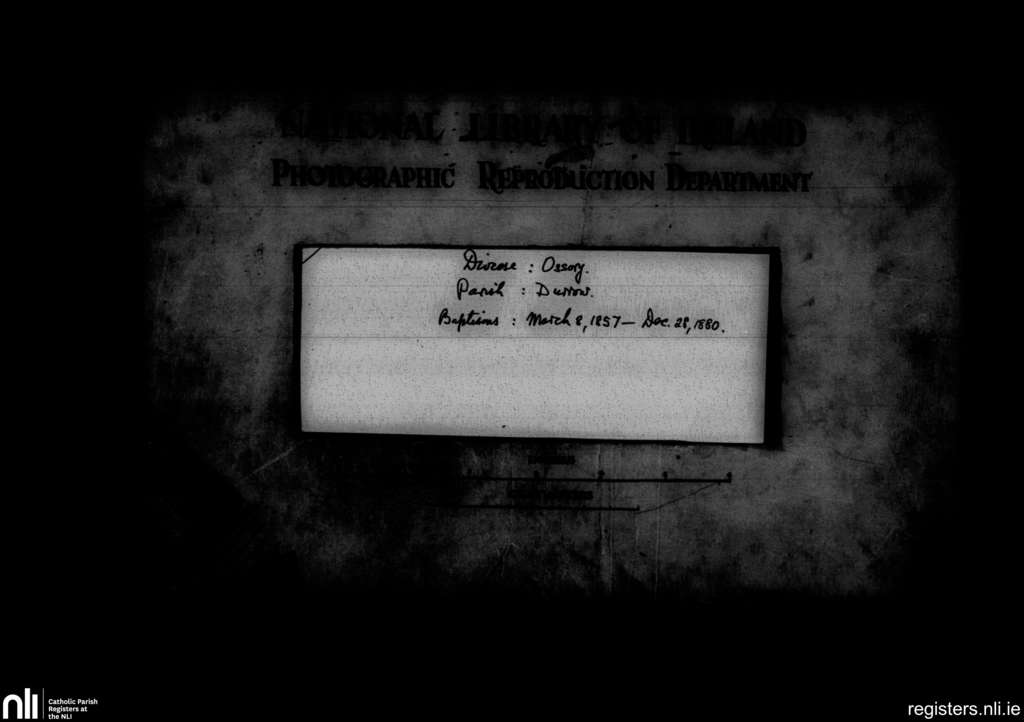 NATIONAL LIBRARY OF IRELAND
PHOTOGRAPHIC REPRODUCTION DEPARTMENT
Diocese : Ossory.
Parish : Durrow.
Baptisms : March 8, 1857 – Dec. 28, 1880.
nli
Catholic Parish
Registers at
the NLI
registers.nli.ie